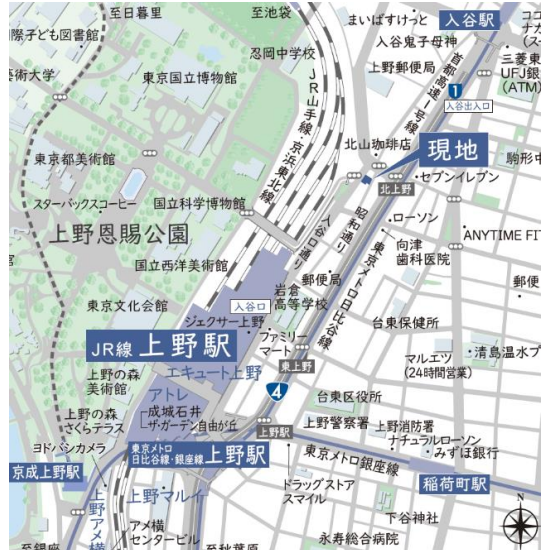 至日暮里
至池袋
まいばすけっと
入谷駅
際子ども図書館
忍岡中学校
入谷鬼子母神
上野郵便局
三菱東
UFJ銀
(ATM)
東京国立博物館
JR山手線・京浜東北線
首都高速1号線
1
入谷出入口
北山珈琲店
現地
駒形中
東京都美術館
北上野
セブンイレブン
スターバックスコーヒー
国立科学博物館
昭和通り
ローソン
上野恩賜公園
入谷口通り
東京メトロ日比谷線
向津
歯科医院
ANYTIME FI
国立西洋美術館
郵便局
郵便
東京文化会館
入谷口
岩倉
高等学校
台東保健所
ジェクサー上野
ファミリー
マート
JR線 上野駅
東上野
マルエツ
(24時間営業)
清島温水プ
上野の森
美術館
エキュート上野
アトレ
4
台東区役所
成城石井
ザ・ガーデン自由が丘
上野の森
さくらテラス
上野駅
上野警察署
上野消防署
ナチュラルローソン
みずほ銀行
ヨドバシカメラ
東京メトロ
日比谷線・銀座線 上野駅
東京メトロ銀座線
京成上野駅
稲荷町駅
上野アメ横
上野マルイ
ドラッグストア
スマイル
下谷神社
N
アメ横
センタービル
至秋葉原
永寿総合病院
至銀座